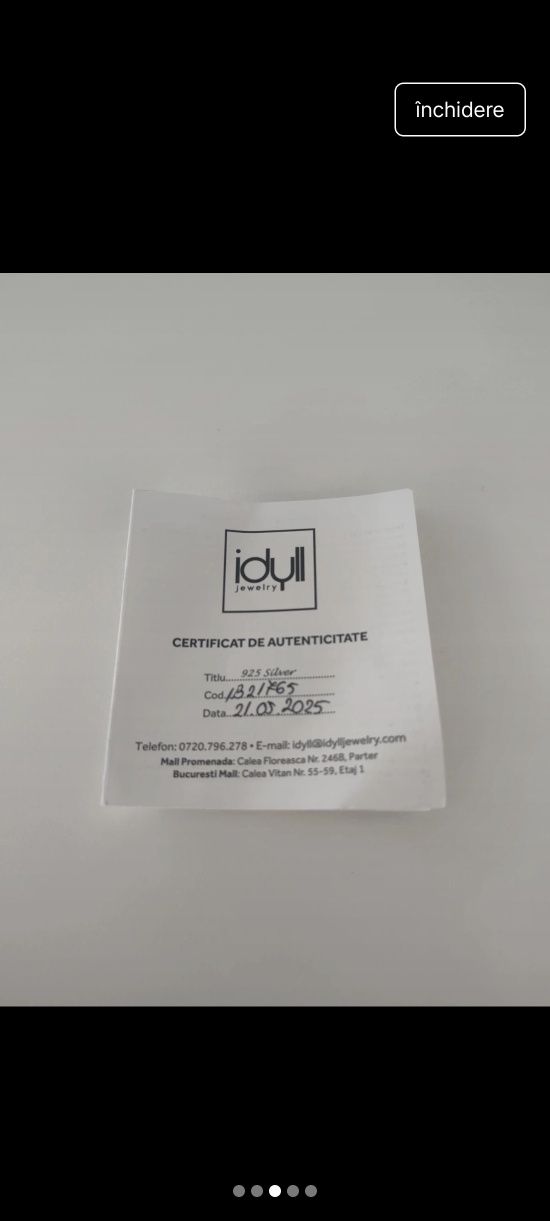 închidere
idyll
jewelry
CERTIFICAT DE AUTENTICITATE
Titlu 925 Silver
Cod 1B21765
Data 21.05.2025
Telefon: 0720.796.278 • E-mail: idyll@idylljewelry.com
Mall Promenada: Calea Floreasca Nr. 246B, Parter
Bucuresti Mall: Calea Vitan Nr. 55-59, Etaj 1